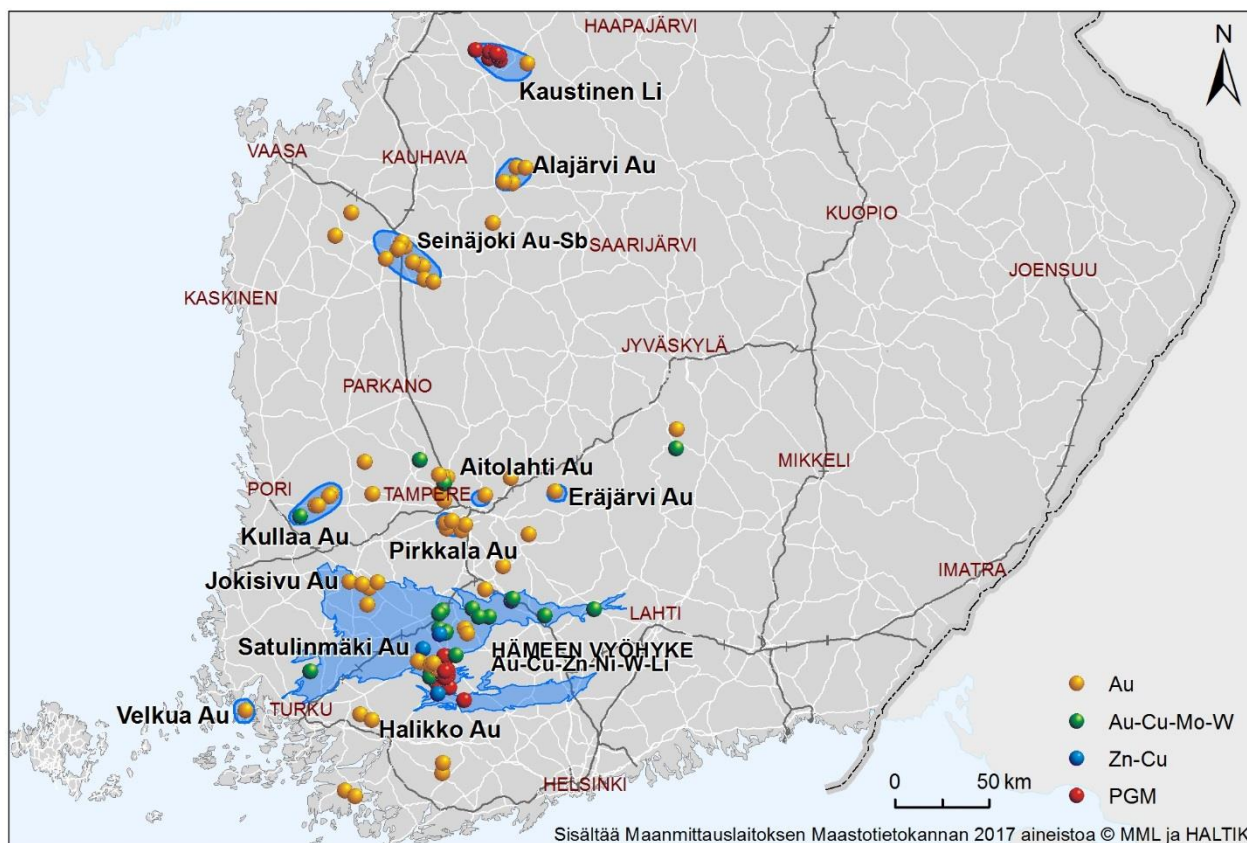 HAAPAJÄRVI
N
Kaustinen Li
VAASA
KAUHAVA
Alajärvi Au
KUOPIO
Seinäjoki Au-Sb
SAARIJÄRVI
JOENSUU
KASKINEN
JYVÄSKYLÄ
PARKANO
MIKKELI
Aitolahti Au
PORI
TAMPERE
Eräjärvi Au
Kullaa Au
Pirkkala Au
IMATRA
Jokisivu Au
LAHTI
Satulinmäki Au
HÄMEEN VYÖHYKE
Au-Cu-Zn-Ni-W-Li
Velkua Au
TURKU
Halikko Au
HELSINKI
Au
Au-Cu-Mo-W
Zn-Cu
PGM
0 50 km
Sisältää Maanmittauslaitoksen Maastotietokannan 2017 aineistoa © MML ja HALTIK